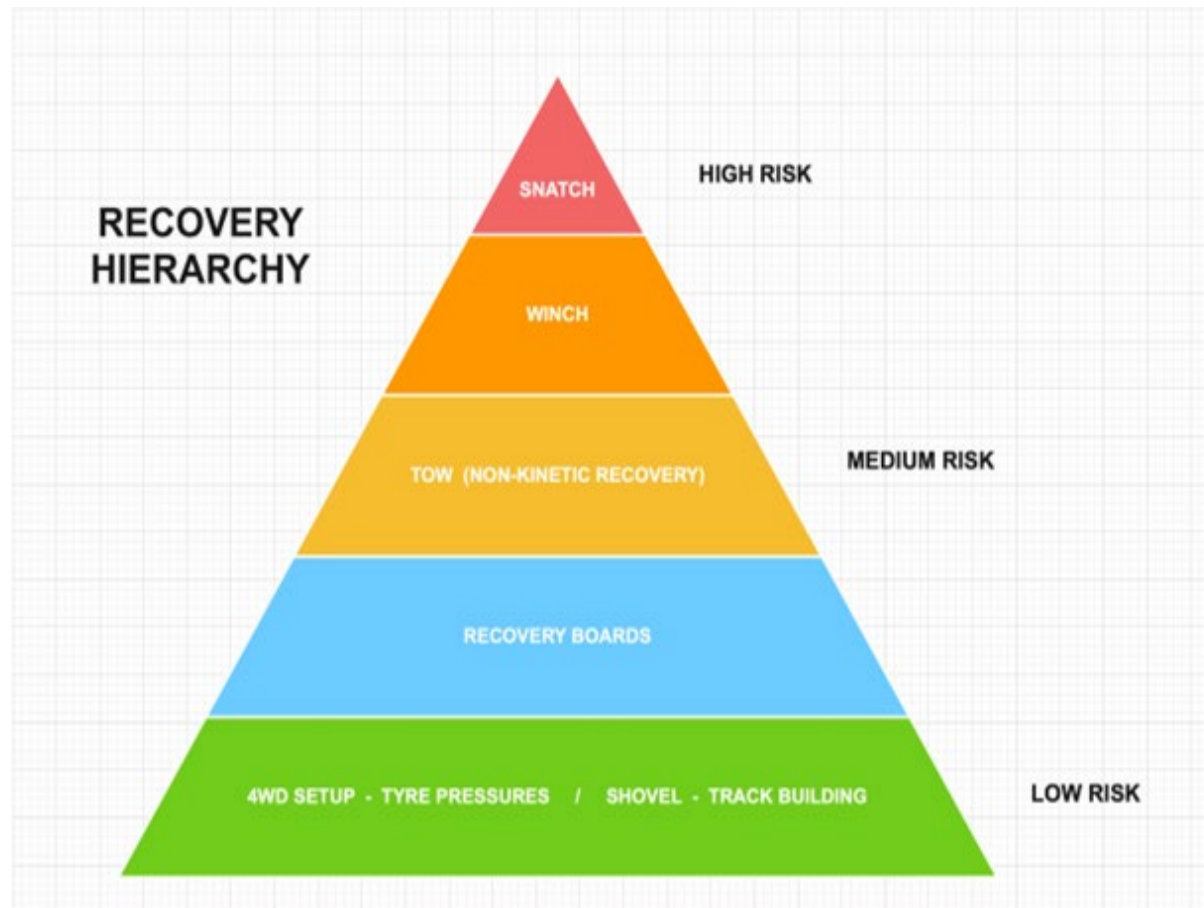 RECOVERY
HIERARCHY
SNATCH
HIGH RISK
WINCH
TOW (NON-KINETIC RECOVERY)
MEDIUM RISK
RECOVERY BOARDS
4WD SETUP - TYRE PRESSURES / SHOVEL - TRACK BUILDING
LOW RISK